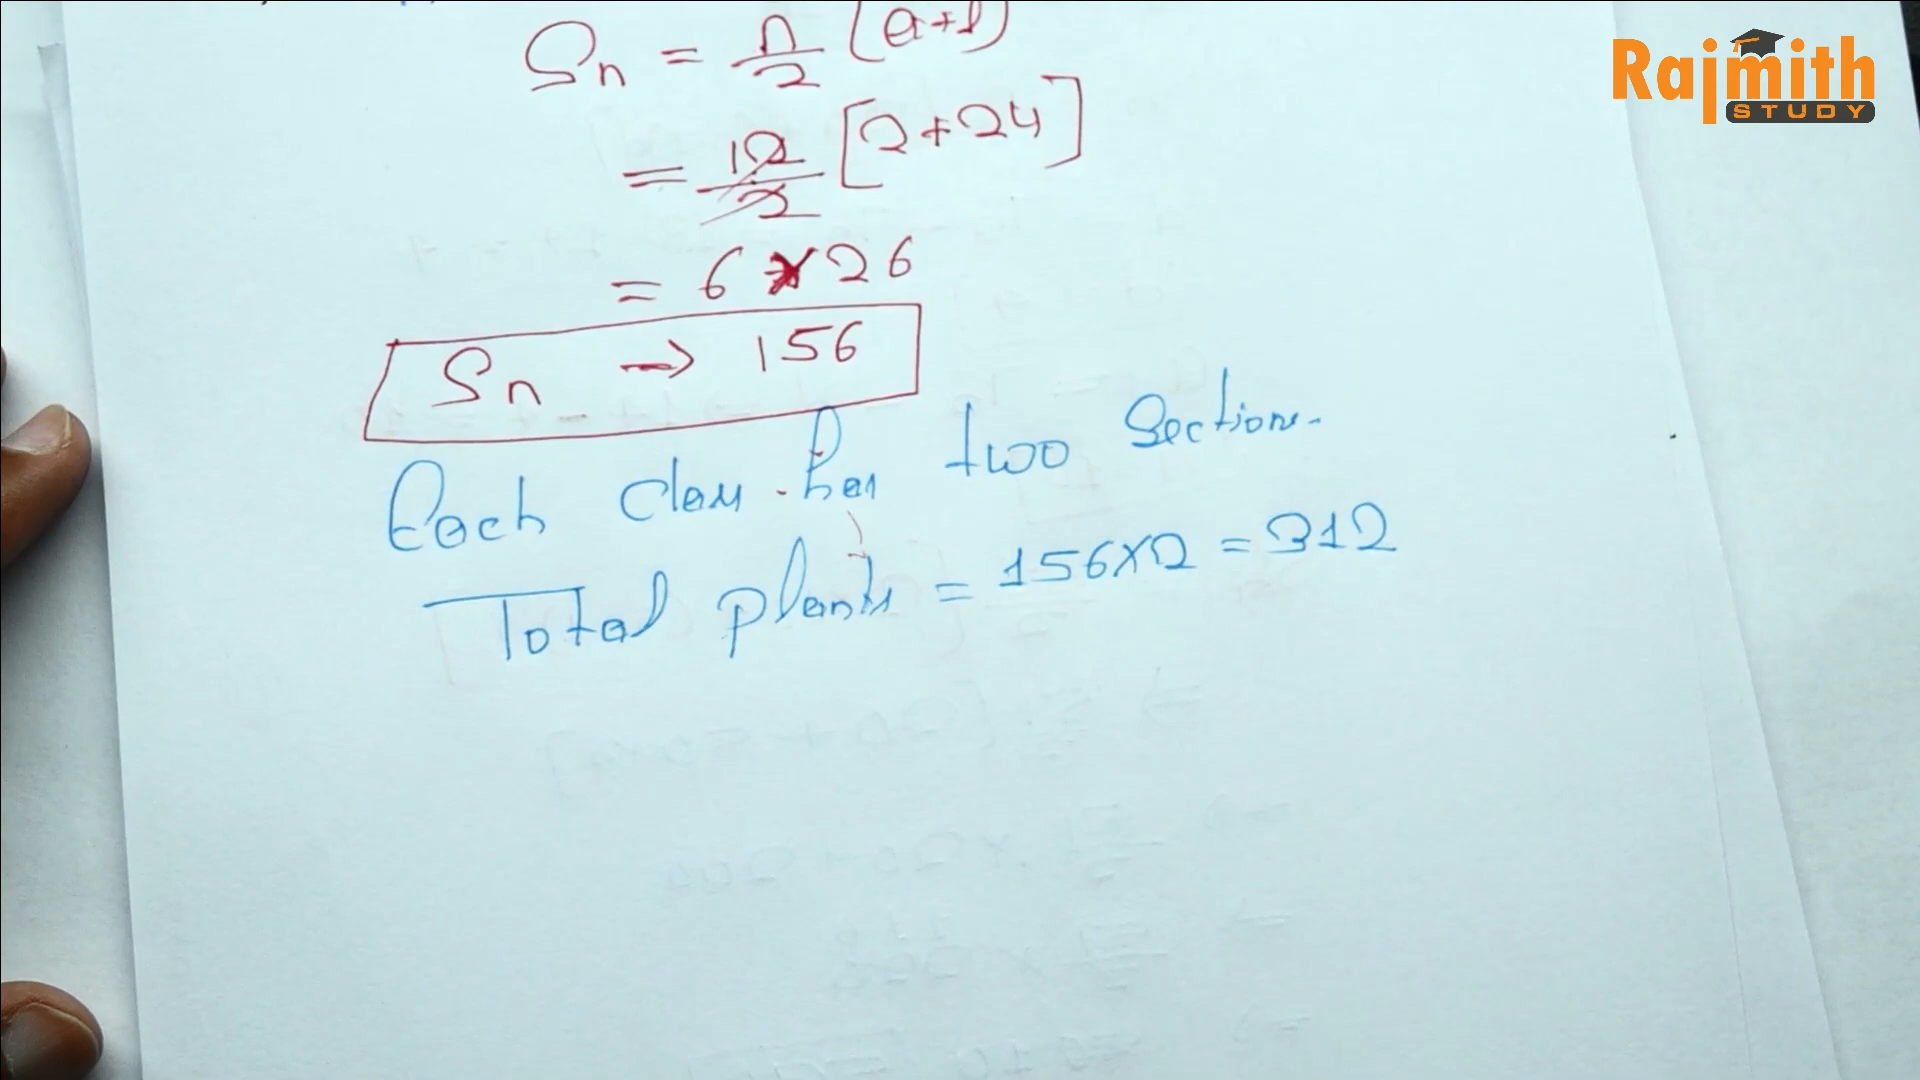 Sn = n/2 [a+l]
= 12/2 [2+24]
= 6 × 26
Sn → 156
Each class has two section.
Total plants = 156×2 = 312
Rajmith
STUDY